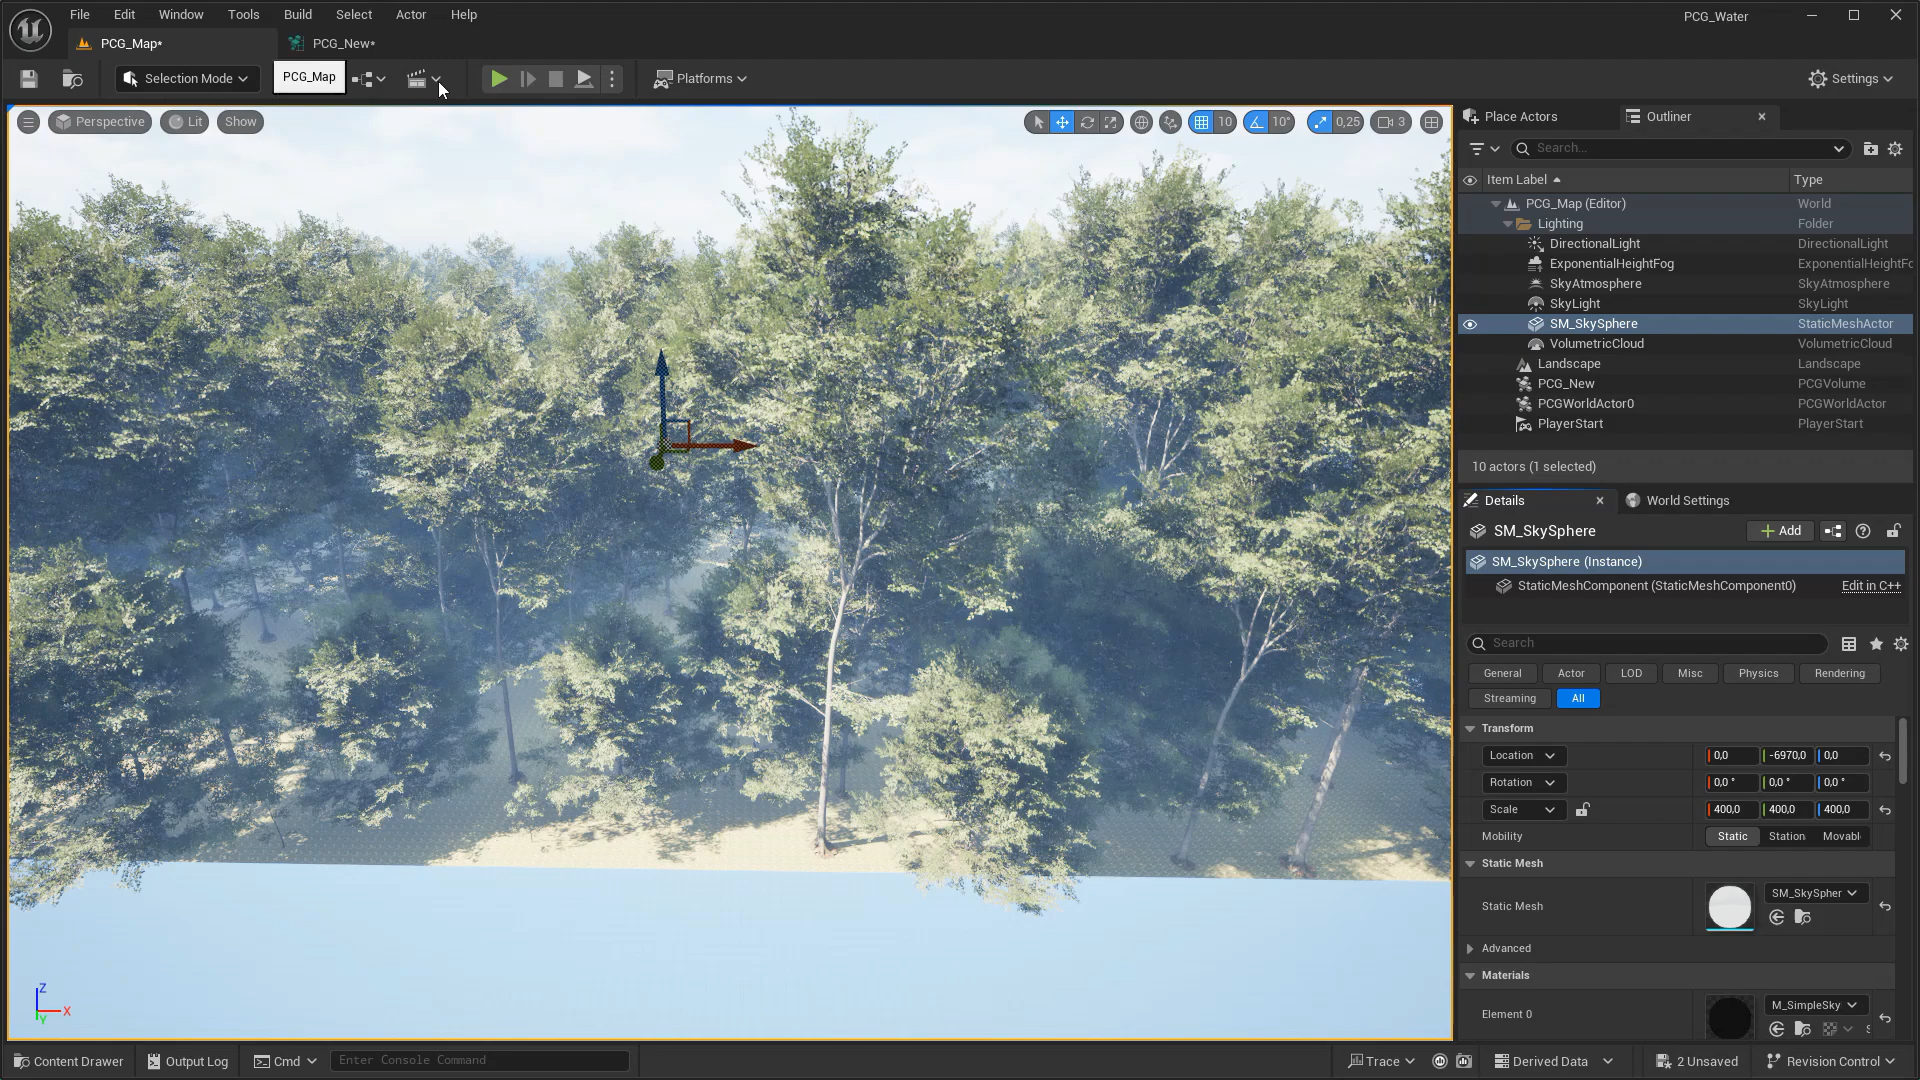 File Edit Window Tools Build Select Actor Help
PCG_Water
PCG_Map*
PCG_New*
Selection Mode
PCG_Map
Platforms
Settings
Perspective
Lit
Show
10
10°
0,25
3
Place Actors
Outliner
Search...
Item Label
Type
PCG_Map (Editor) World
Lighting Folder
DirectionalLight DirectionalLight
ExponentialHeightFog ExponentialHeightFo
SkyAtmosphere SkyAtmosphere
SkyLight SkyLight
SM_SkySphere StaticMeshActor
VolumetricCloud VolumetricCloud
Landscape Landscape
PCG_New PCGVolume
PCGWorldActor0 PCGWorldActor
PlayerStart PlayerStart
10 actors (1 selected)
Details
World Settings
SM_SkySphere
Add
SM_SkySphere (Instance)
StaticMeshComponent (StaticMeshComponent0) Edit in C++
Search
General Actor LOD Misc Physics Rendering
Streaming All
Transform
Location 0,0 -6970,0 0,0
Rotation 0,0 ° 0,0 ° 0,0 °
Scale 400,0 400,0 400,0
Mobility Static Station Movabl
Static Mesh
Static Mesh SM_SkySpher
Advanced
Materials
Element 0 M_SimpleSky
Z
X
Y
Content Drawer
Output Log
Cmd
Enter Console Command
Trace
Derived Data
2 Unsaved
Revision Control